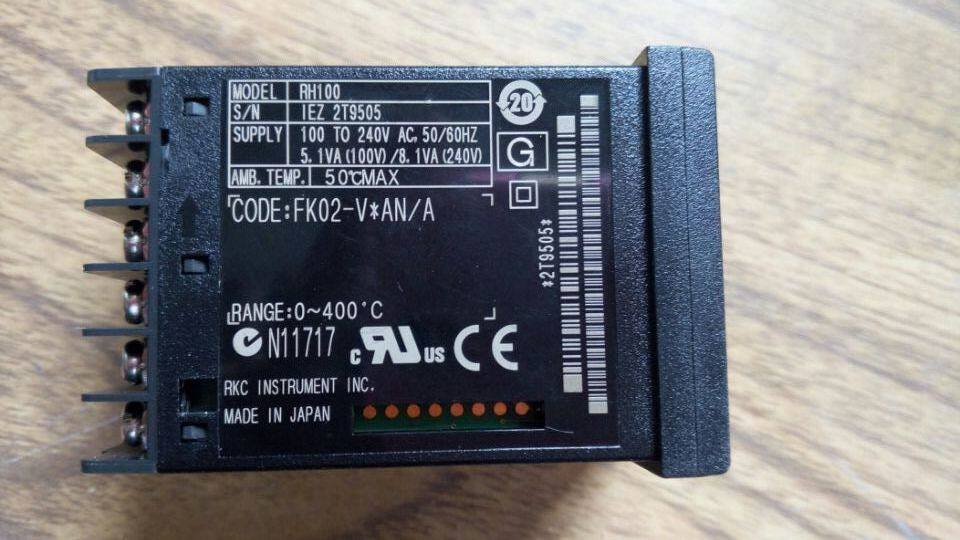 MODEL RH100
S/N IEZ 2T9505
SUPPLY 100 TO 240V AC, 50/60HZ
5.1VA (100V) /8.1VA (240V)
AMB. TEMP. 50℃MAX
20
G
CODE:FK02-V*AN/A
*2T9505*
RANGE:0~400°C
N11717 c RU US CE
RKC INSTRUMENT INC.
MADE IN JAPAN